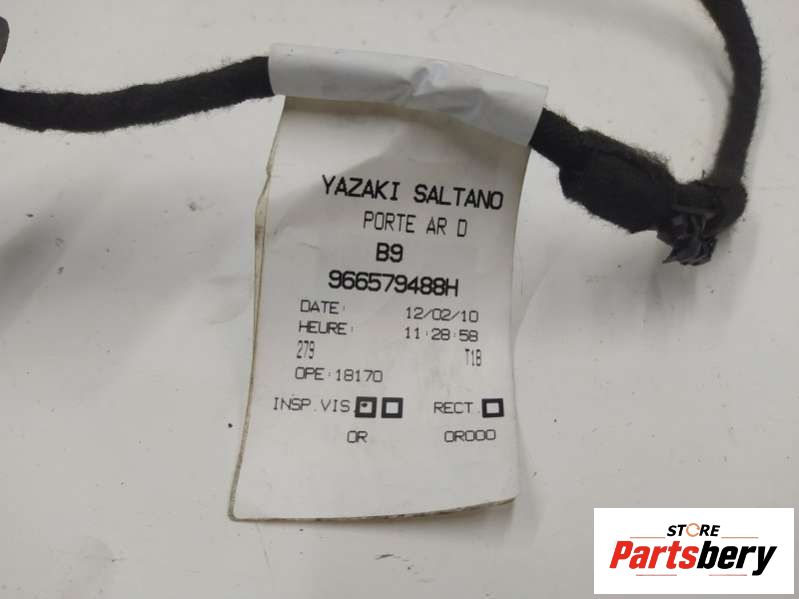 YAZAKI SALTANO
PORTE AR D
B9
966579488H
DATE: 12/02/10
HEURE: 11:28:58
279 T1B
OPE:18170
INSP.VIS. RECT.
OR OR000
STORE
Partsbery